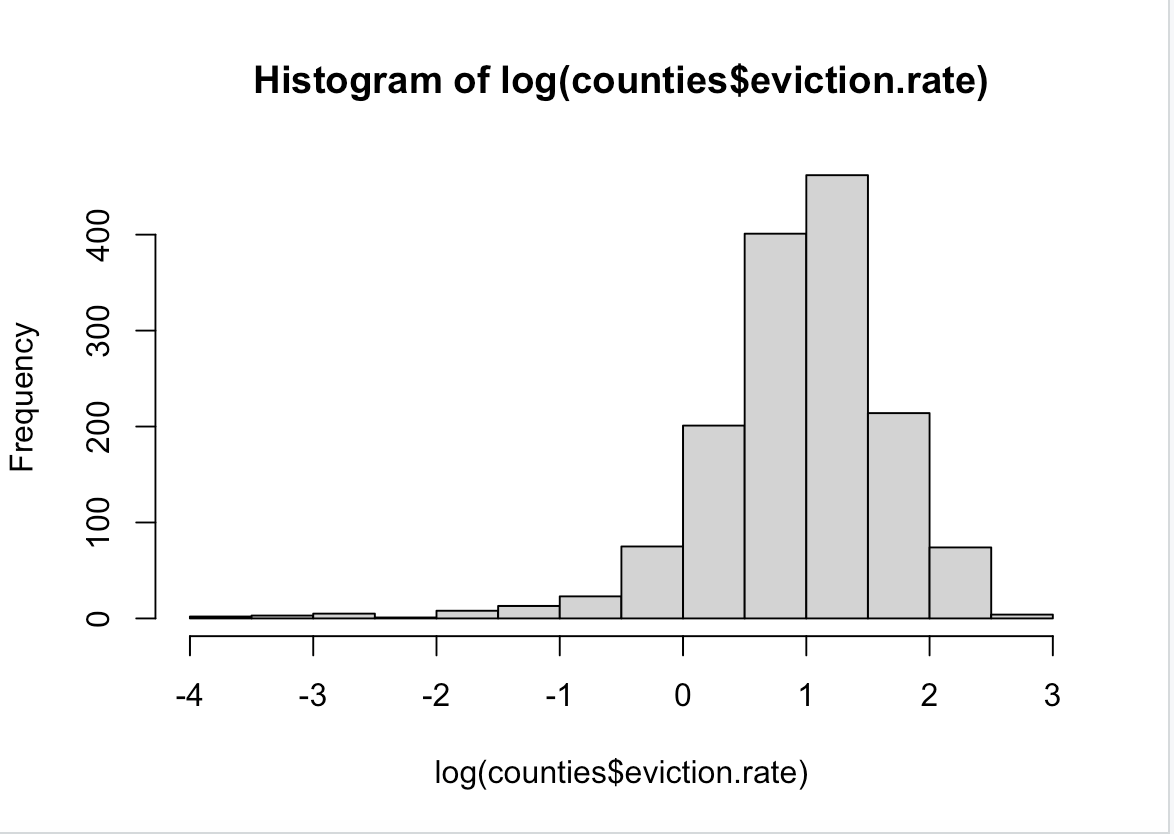 Histogram of log(counties$eviction.rate)
Frequency
400
300
200
100
0
-4 -3 -2 -1 0 1 2 3
log(counties$eviction.rate)